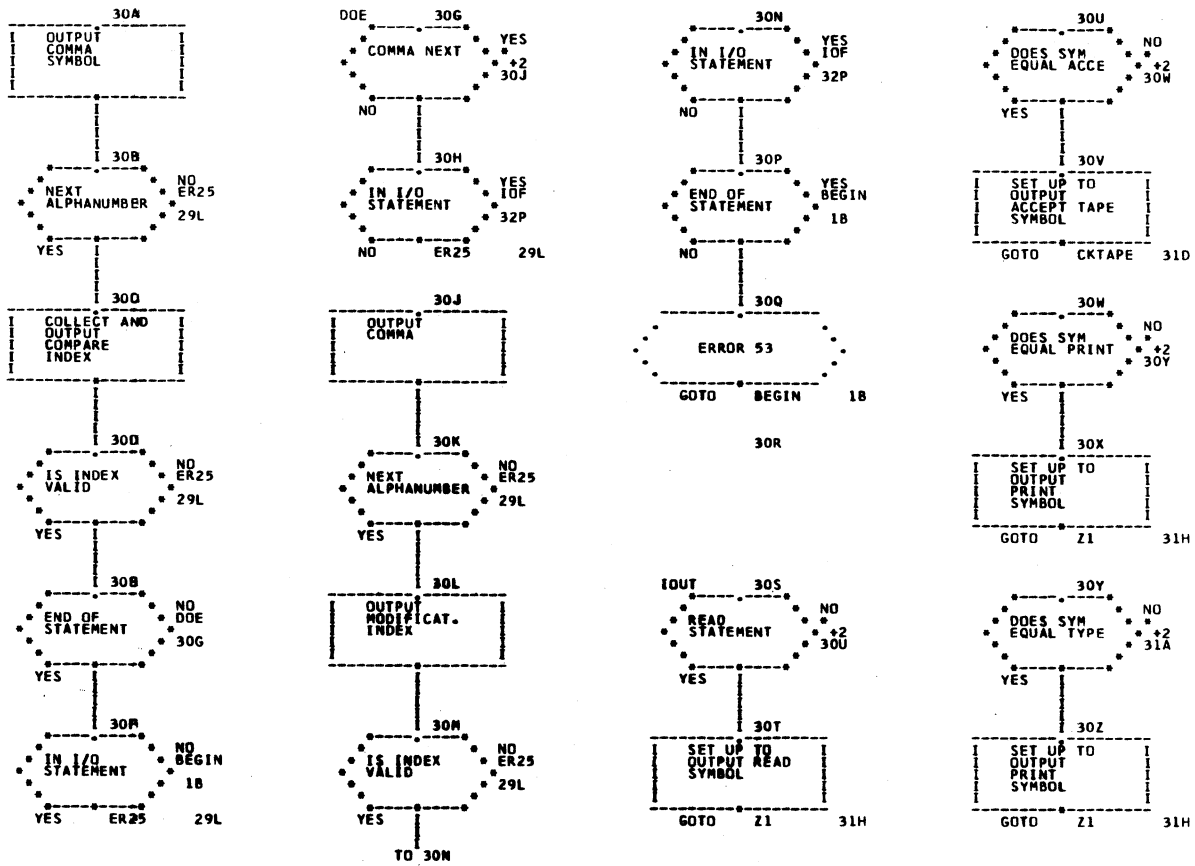 30A
OUTPUT
COMMA
SYMBOL
30B
NEXT
ALPHANUMBER
NO
ER25
29L
YES
30Q
COLLECT AND
OUTPUT
COMPARE
INDEX
30D
IS INDEX
VALID
NO
ER25
29L
YES
30B
END OF
STATEMENT
NO
DOE
30G
YES
30M
IN I/O
STATEMENT
NO
BEGIN
1B
YES ER25 29L
DOE 30G
COMMA NEXT
YES
+2
30J
NO
30H
IN I/O
STATEMENT
YES
IOF
32P
NO ER25 29L
30J
OUTPUT
COMMA
30K
NEXT
ALPHANUMBER
NO
ER25
29L
YES
30L
OUTPUT
MODIFICAT.
INDEX
30M
IS INDEX
VALID
NO
ER25
29L
YES
TO 30N
30N
IN I/O
STATEMENT
YES
IOF
32P
NO
30P
END OF
STATEMENT
YES
BEGIN
1B
NO
30Q
ERROR 53
GOTO BEGIN 1B
30R
IOUT 30S
READ
STATEMENT
NO
+2
30U
YES
30T
SET UP TO
OUTPUT READ
SYMBOL
GOTO Z1 31H
30U
DOES SYM
EQUAL ACCE
NO
+2
30W
YES
30V
SET UP TO
OUTPUT
ACCEPT TAPE
SYMBOL
GOTO CKTAPE 31D
30W
DOES SYM
EQUAL PRINT
NO
+2
30Y
YES
30X
SET UP TO
OUTPUT
PRINT
SYMBOL
GOTO Z1 31H
30Y
DOES SYM
EQUAL TYPE
NO
+2
31A
YES
30Z
SET UP TO
OUTPUT
PRINT
SYMBOL
GOTO Z1 31H